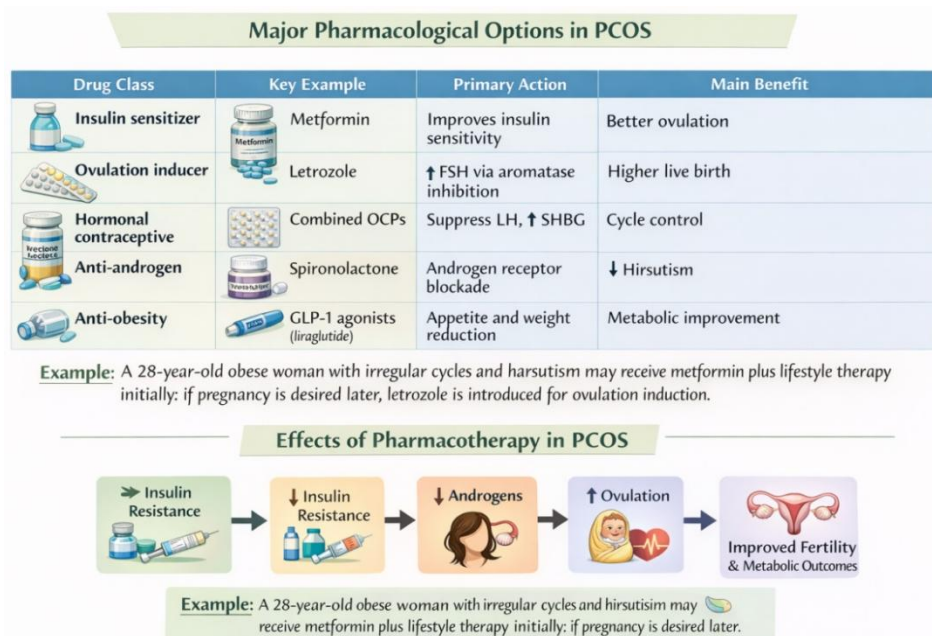 Major Pharmacological Options in PCOS
Drug Class Key Example Primary Action Main Benefit
Insulin sensitizer
Metformin
Metformin
Improves insulin
sensitivity
Better ovulation
Ovulation inducer
Letrozole
↑ FSH via aromatase
inhibition
Higher live birth
Hormonal
contraceptive
Combined OCPs
Suppress LH, ↑ SHBG
Cycle control
Anti-androgen
Spironolactone
Androgen receptor
blockade
↓ Hirsutism
Anti-obesity
GLP-1 agonists
(liraglutide)
Appetite and weight
reduction
Metabolic improvement
Example: A 28-year-old obese woman with irregular cycles and harsutism may receive metformin plus lifestyle therapy
initially: if pregnancy is desired later, letrozole is introduced for ovulation induction.
Effects of Pharmacotherapy in PCOS
Insulin
Resistance
↓ Insulin
Resistance
↓ Androgens
↑ Ovulation
Improved Fertility
& Metabolic Outcomes
Example: A 28-year-old obese woman with irregular cycles and hirsutisim may
receive metformin plus lifestyle therapy initially: if pregnancy is desired later.